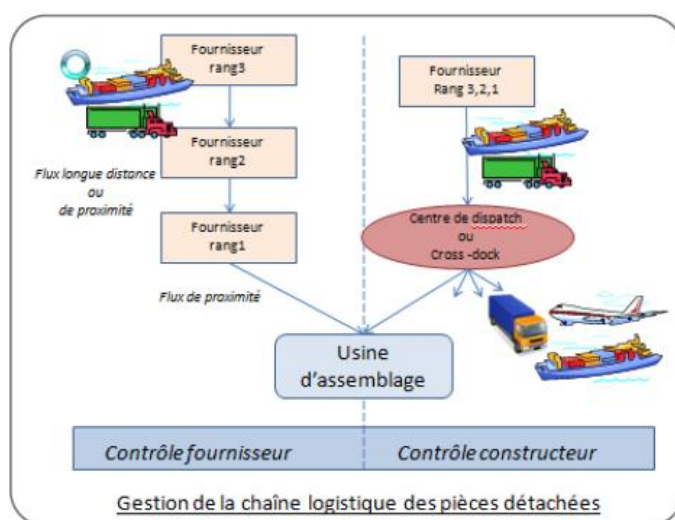 Fournisseur
rang3
Fournisseur
rang2
Flux longue distance
ou
de proximité
Fournisseur
rang1
Flux de proximité
Fournisseur
Rang 3,2,1
Centre de dispatch
ou
Cross -dock
Usine
d'assemblage
Contrôle fournisseur
Contrôle constructeur
Gestion de la chaîne logistique des pièces détachées